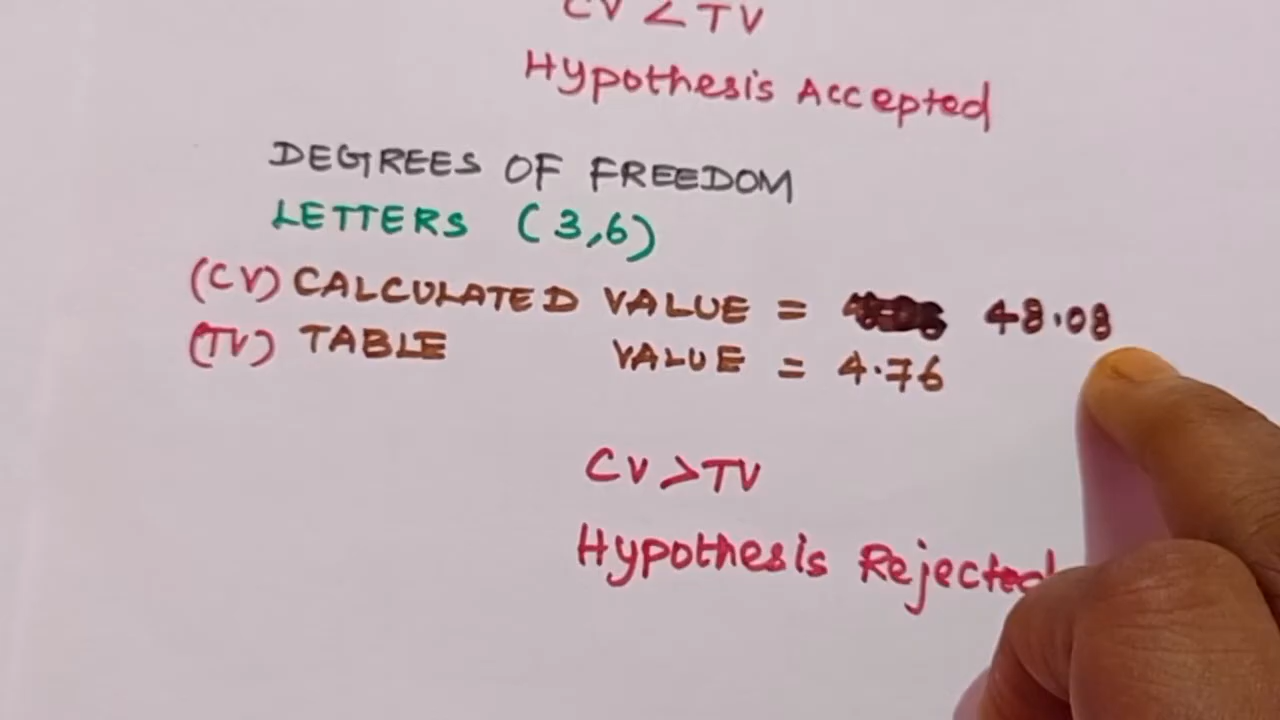 CV < TV
Hypothesis Accepted
DEGREES OF FREEDOM
LETTERS (3,6)
(CV) CALCULATED VALUE = 48.08
(TV) TABLE VALUE = 4.76
CV > TV
Hypothesis Rejected